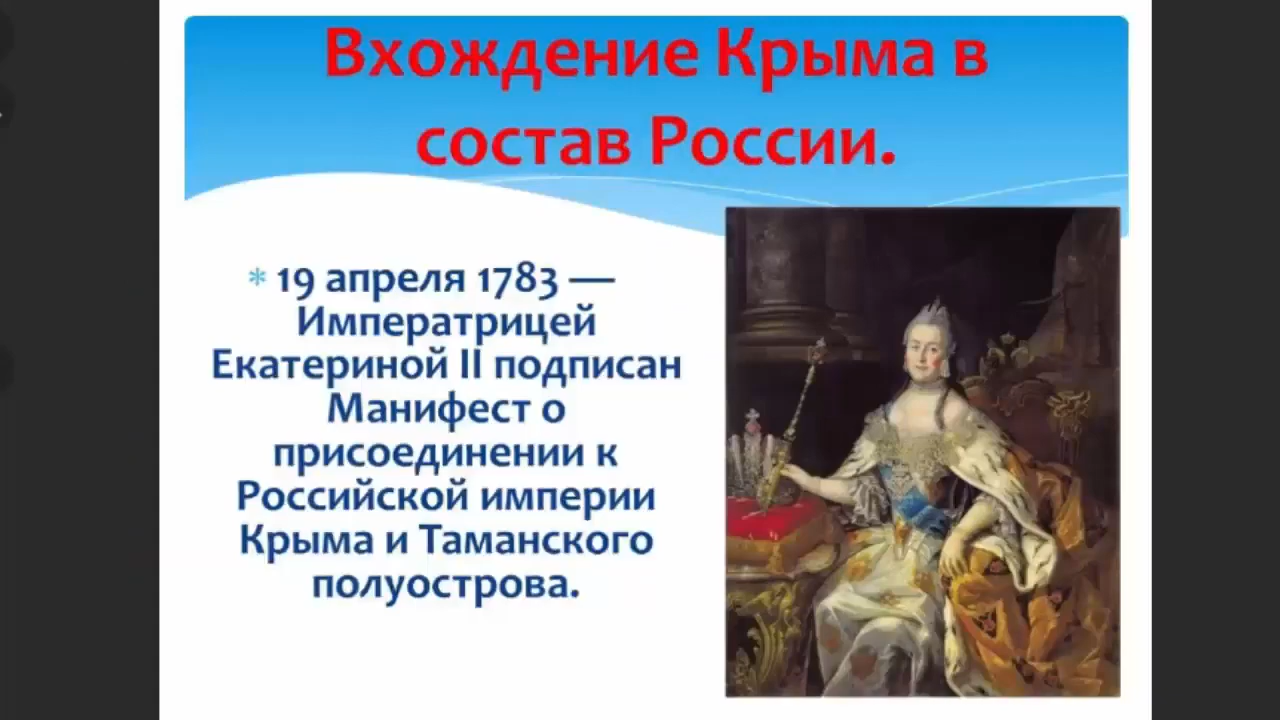 Вхождение Крыма в
состав России.
* 19 апреля 1783 —
Императрицей
Екатериной II подписан
Манифест о
присоединении к
Российской империи
Крыма и Таманского
полуострова.